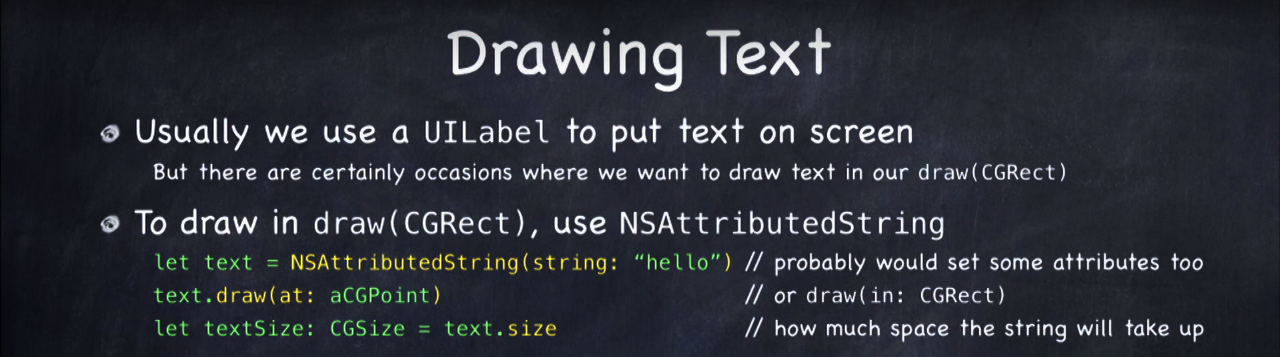 Drawing Text
Usually we use a UILabel to put text on screen
But there are certainly occasions where we want to draw text in our draw(CGRect)
To draw in draw(CGRect), use NSAttributedString
let text = NSAttributedString(string: “hello”) // probably would set some attributes too
text.draw(at: aCGPoint) // or draw(in: CGRect)
let textSize: CGSize = text.size // how much space the string will take up